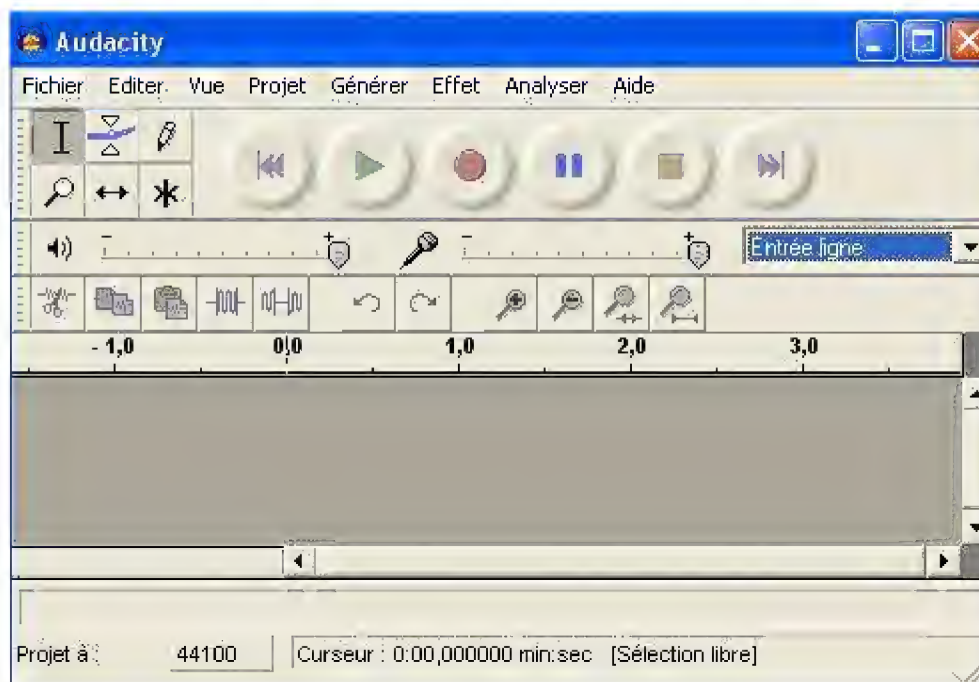 Audacity
Fichier Editer Vue Projet Générer Effet Analyser Aide
- + - + Entrée ligne
- 1,0 0,0 1,0 2,0 3,0
Projet à : 44100 Curseur : 0:00,000000 min:sec [Sélection libre]